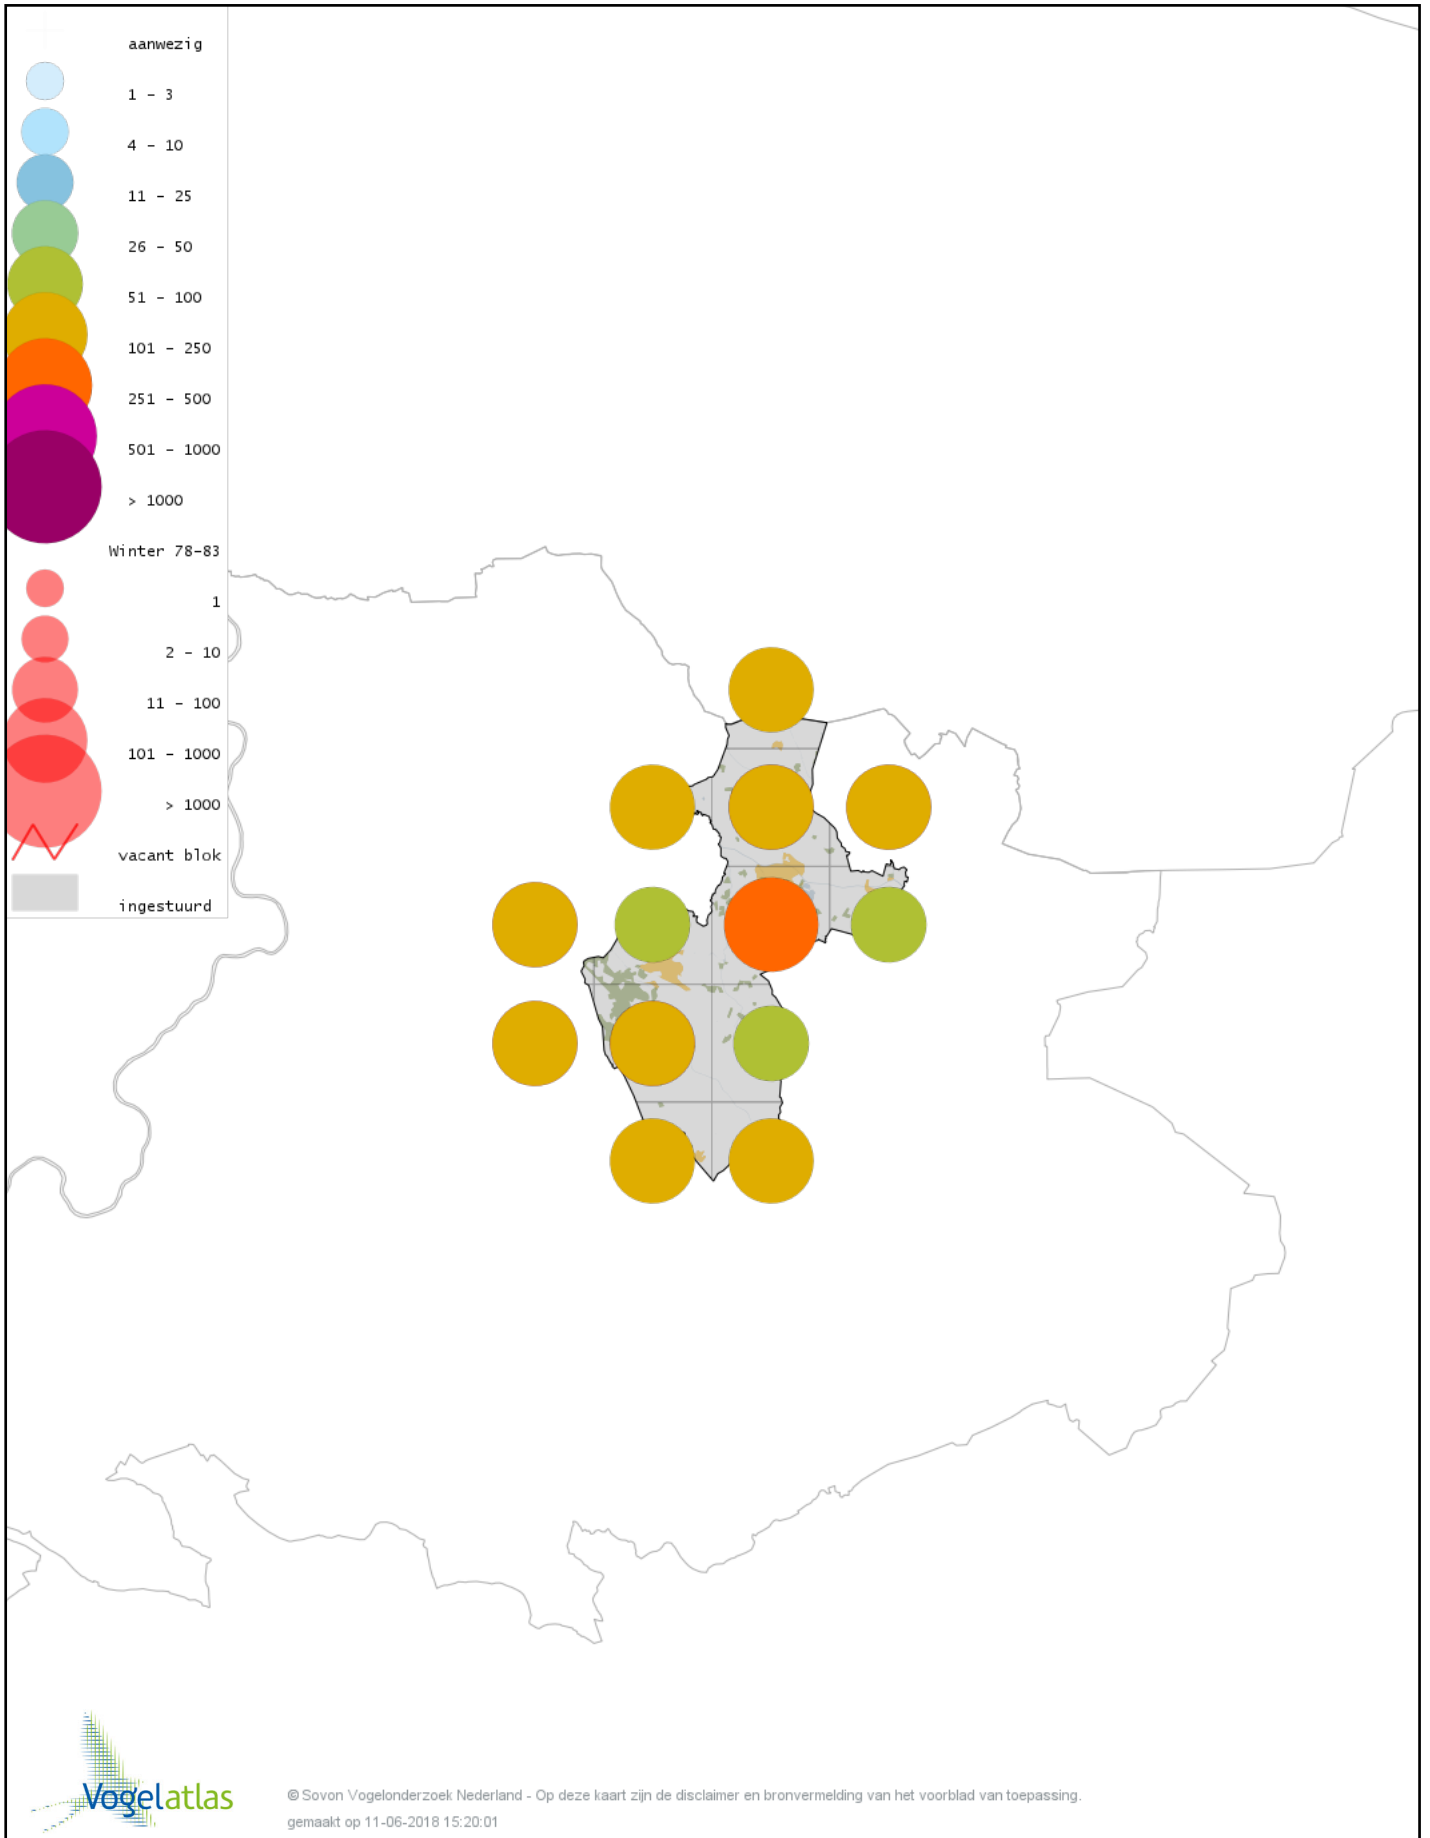 aanwezig
1 - 3
4 - 10
11 - 25
26 - 50
51 - 100
101 - 250
251 - 500
501 - 1000
> 1000
Winter 78-83
1
2 - 10
11 - 100
101 - 1000
> 1000
vacant blok
ingestuurd
Vogelatlas
© Sovon Vogelonderzoek Nederland - Op deze kaart zijn de disclaimer en bronvermelding van het voorblad van toepassing.
gemaakt op 11-06-2018 15:20:01